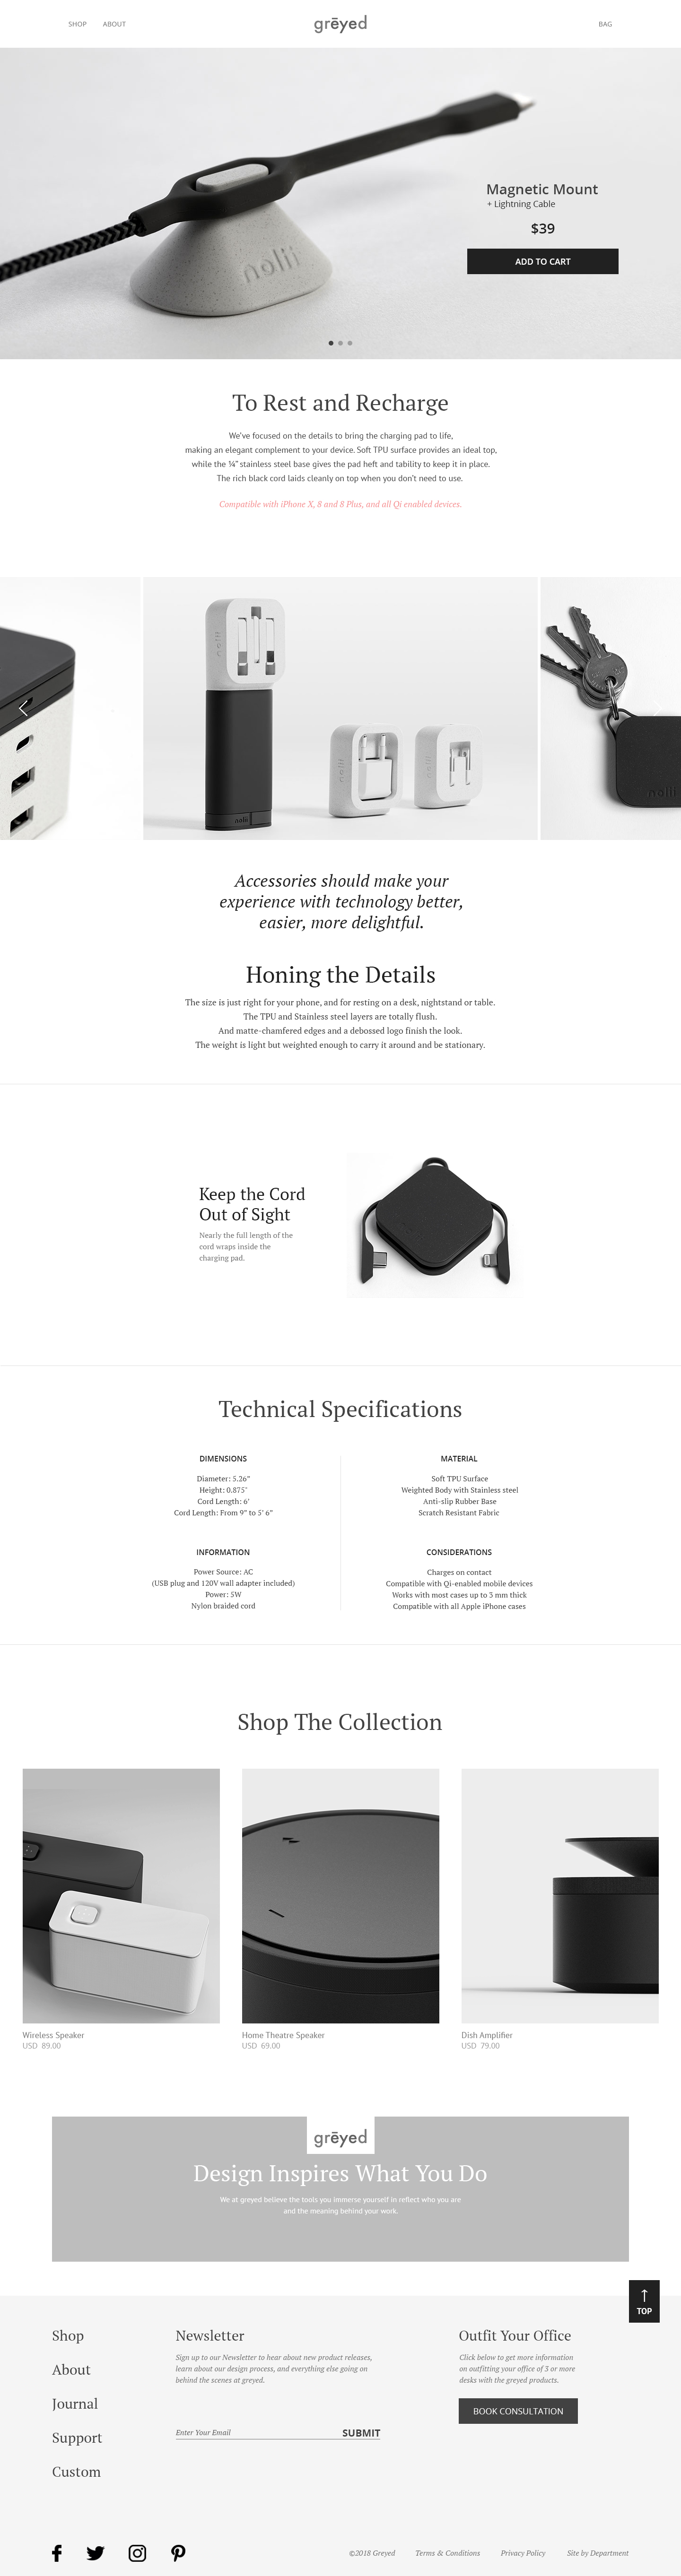 SHOP
ABOUT
grēyed
BAG
nolii
Magnetic Mount
+ Lightning Cable
$39
ADD TO CART
To Rest and Recharge
We've focused on the details to bring the charging pad to life,
making an elegant complement to your device. Soft TPU surface provides an ideal top,
while the ¼” stainless steel base gives the pad heft and tability to keep it in place.
The rich black cord laids cleanly on top when you don’t need to use.
Compatible with iPhone X, 8 and 8 Plus, and all Qi enabled devices.
nolii
nolii
nolii
nolii
nolii
Accessories should make your
experience with technology better,
easier, more delightful.
Honing the Details
The size is just right for your phone, and for resting on a desk, nightstand or table.
The TPU and Stainless steel layers are totally flush.
And matte-chamfered edges and a debossed logo finish the look.
The weight is light but weighted enough to carry it around and be stationary.
Keep the Cord
Out of Sight
Nearly the full length of the
cord wraps inside the
charging pad.
Technical Specifications
DIMENSIONS
Diameter: 5.26”
Height: 0.875"
Cord Length: 6’
Cord Length: From 9” to 5’ 6”
MATERIAL
Soft TPU Surface
Weighted Body with Stainless steel
Anti-slip Rubber Base
Scratch Resistant Fabric
INFORMATION
Power Source: AC
(USB plug and 120V wall adapter included)
Power: 5W
Nylon braided cord
CONSIDERATIONS
Charges on contact
Compatible with Qi-enabled mobile devices
Works with most cases up to 3 mm thick
Compatible with all Apple iPhone cases
Shop The Collection
Wireless Speaker
USD 89.00
Home Theatre Speaker
USD 69.00
Dish Amplifier
USD 79.00
grēyed
Design Inspires What You Do
We at greyed believe the tools you immerse yourself in reflect who you are
and the meaning behind your work.
TOP
Shop
About
Journal
Support
Custom
Newsletter
Sign up to our Newsletter to hear about new product releases,
learn about our design process, and everything else going on
behind the scenes at greyed.
Enter Your Email
SUBMIT
Outfit Your Office
Click below to get more information
on outfitting your office of 3 or more
desks with the greyed products.
BOOK CONSULTATION
©2018 Greyed
Terms & Conditions
Privacy Policy
Site by Department